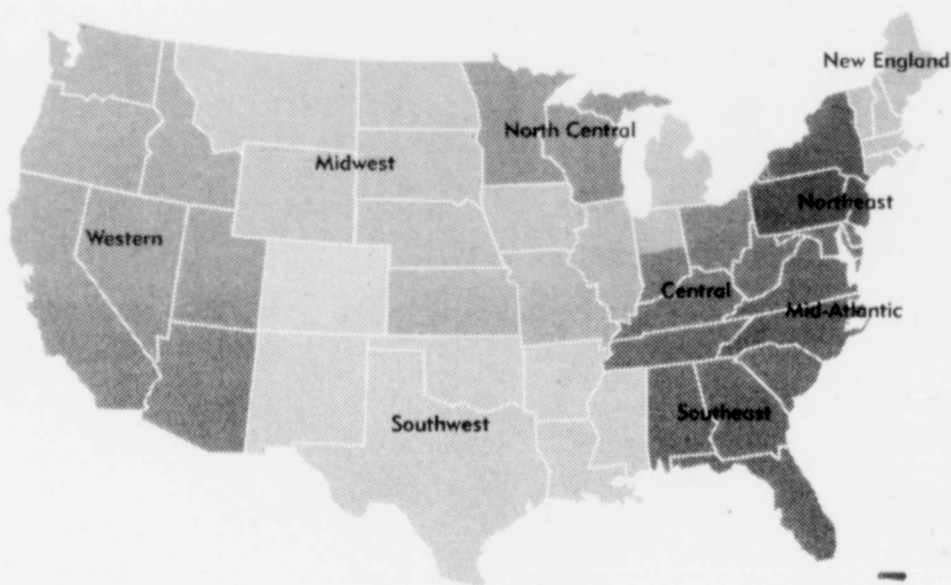 New England
North Central
Midwest
Northeast
Western
Central
Mid-Atlantic
Southeast
Southwest